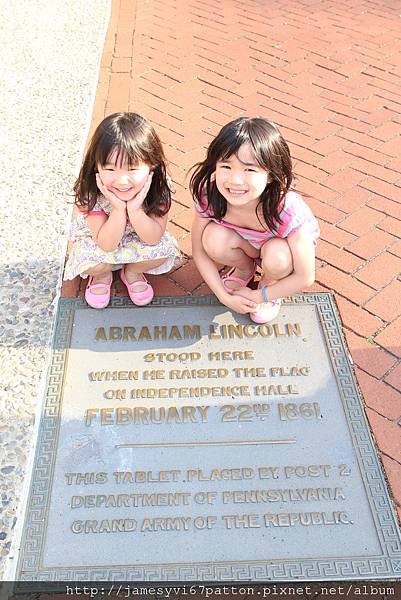 ABRAHAM LINCOLN
STOOD HERE
WHEN HE RAISED THE FLAG
ON INDEPENDENCE HALL
FEBRUARY 22ND 1861.
THIS TABLET PLACED BY POST 2
DEPARTMENT OF PENNSYLVANIA
GRAND ARMY OF THE REPUBLIC.
http://jamesyvi67patton.pixnet.net/album